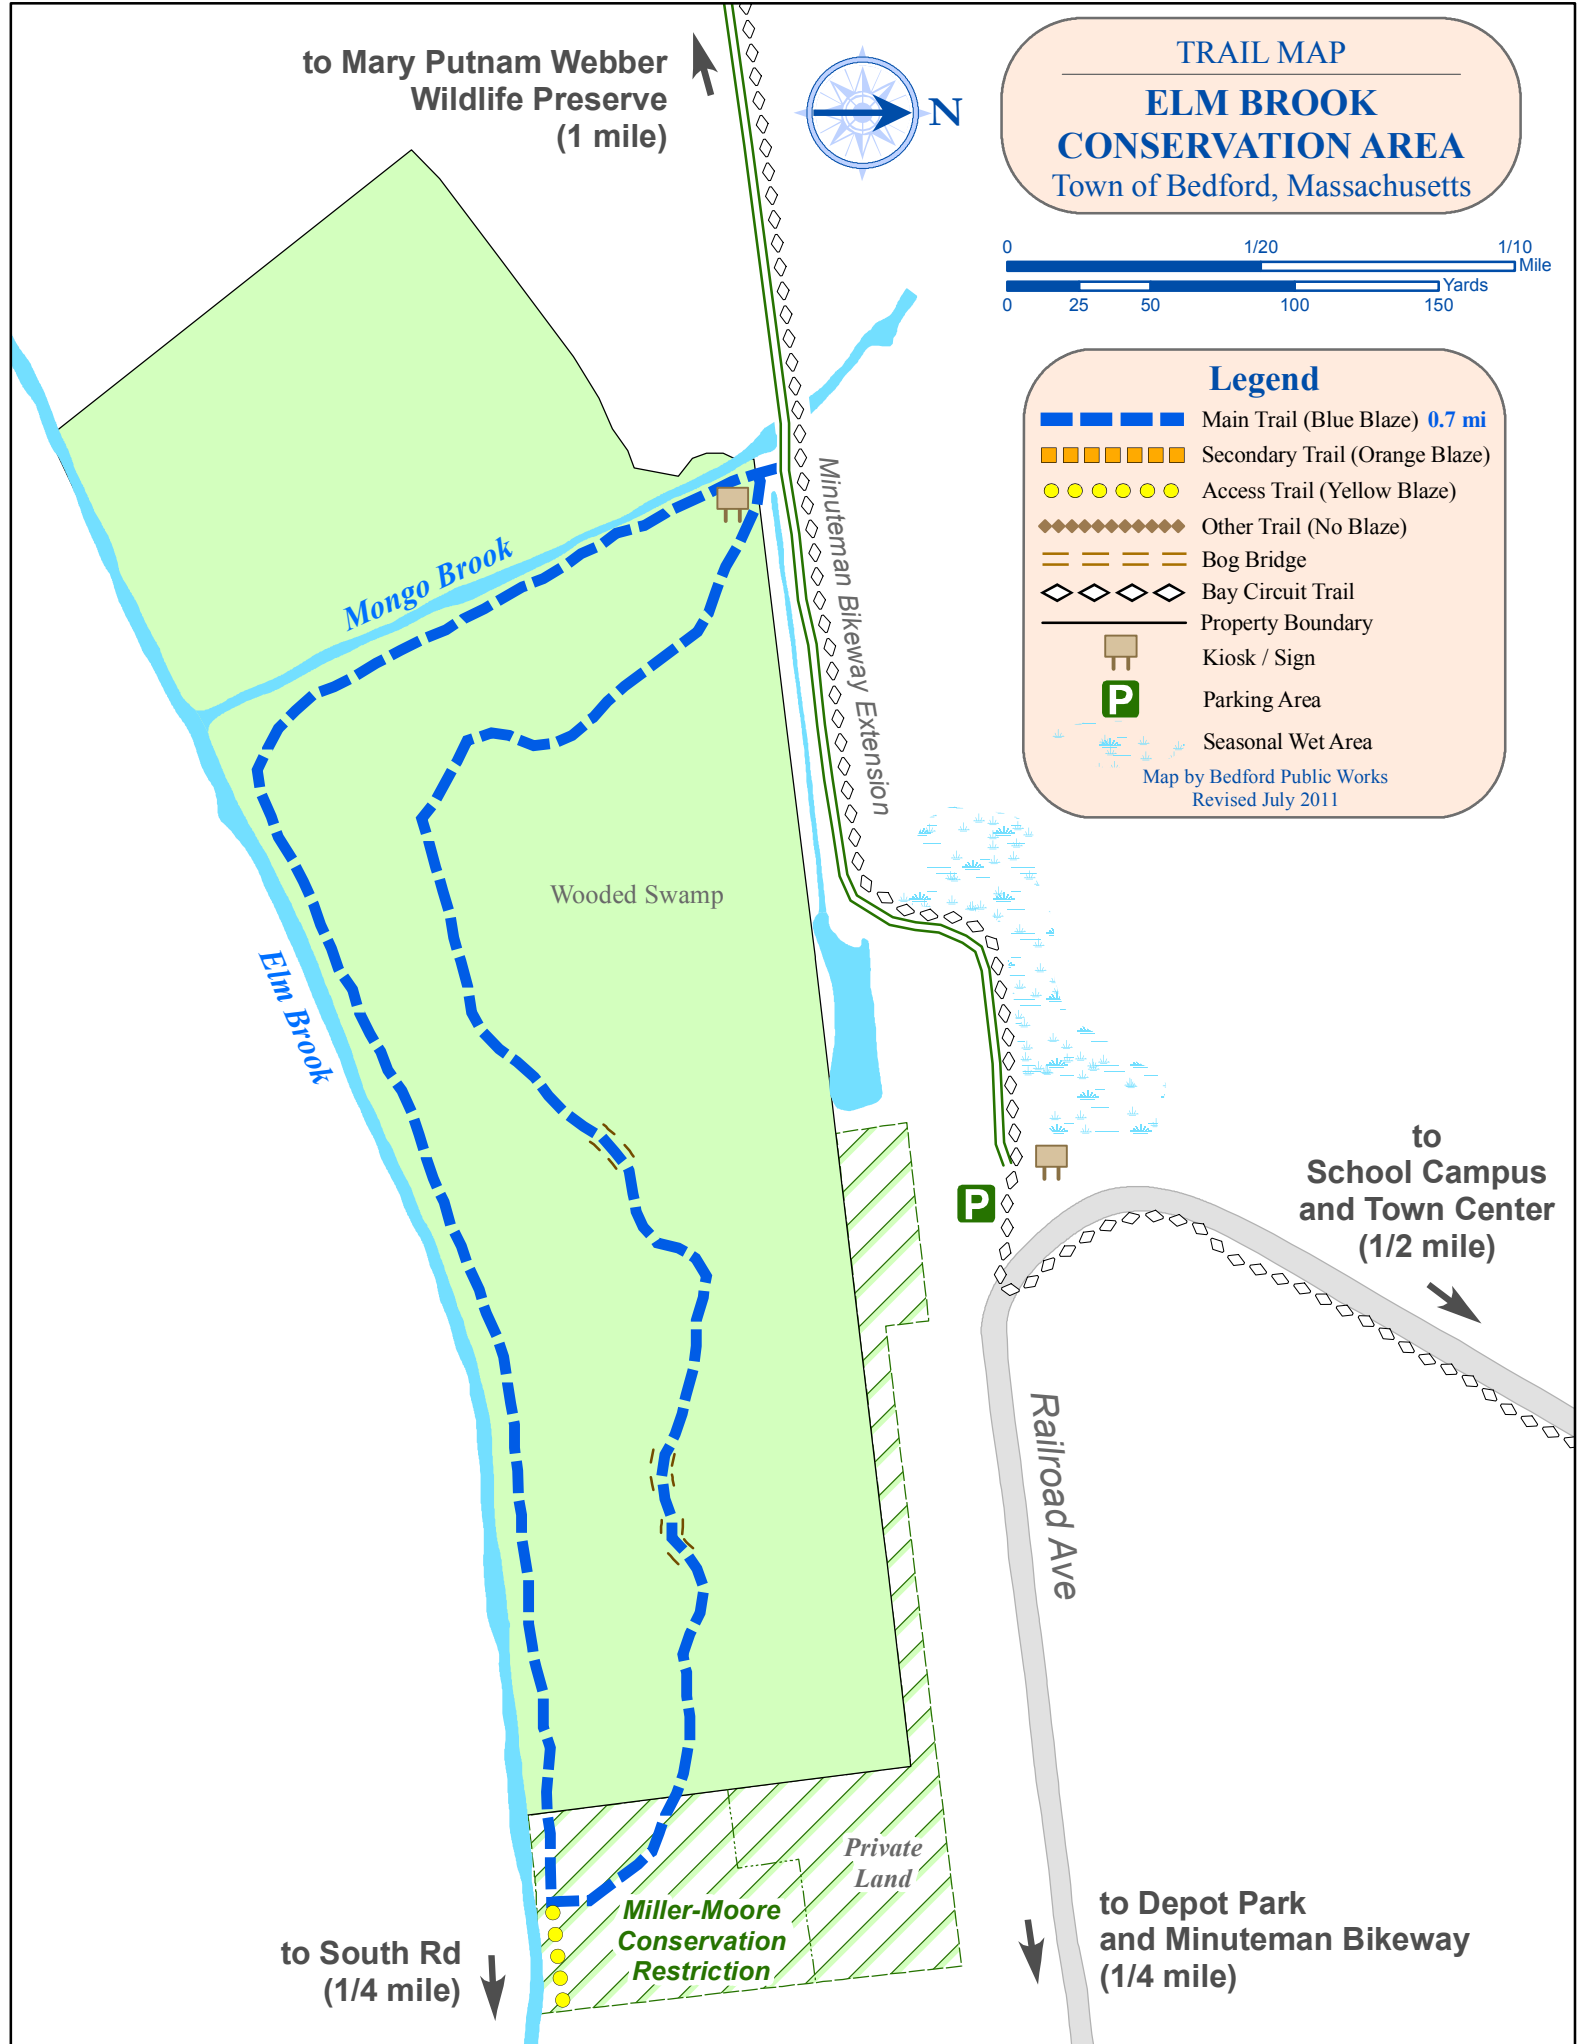 to Mary Putnam Webber
Wildlife Preserve
(1 mile)
N
TRAIL MAP
ELM BROOK
CONSERVATION AREA
Town of Bedford, Massachusetts
0 1/20 1/10
Mile
Yards
0 25 50 100 150
Legend
Main Trail (Blue Blaze) 0.7 mi
Secondary Trail (Orange Blaze)
Access Trail (Yellow Blaze)
Other Trail (No Blaze)
Bog Bridge
Bay Circuit Trail
Property Boundary
Kiosk / Sign
P
Parking Area
Seasonal Wet Area
Map by Bedford Public Works
Revised July 2011
Minuteman Bikeway Extension
Mongo Brook
Wooded Swamp
Elm Brook
P
to
School Campus
and Town Center
(1/2 mile)
Railroad Ave
Private
Land
Miller-Moore
Conservation
Restriction
to South Rd
(1/4 mile)
to Depot Park
and Minuteman Bikeway
(1/4 mile)